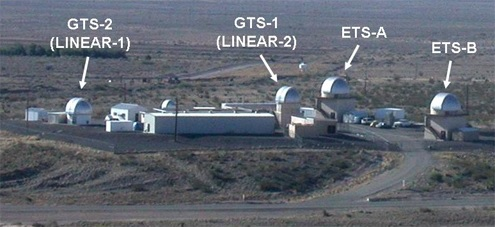 GTS-2
(LINEAR-1)
GTS-1
(LINEAR-2)
ETS-A
ETS-B